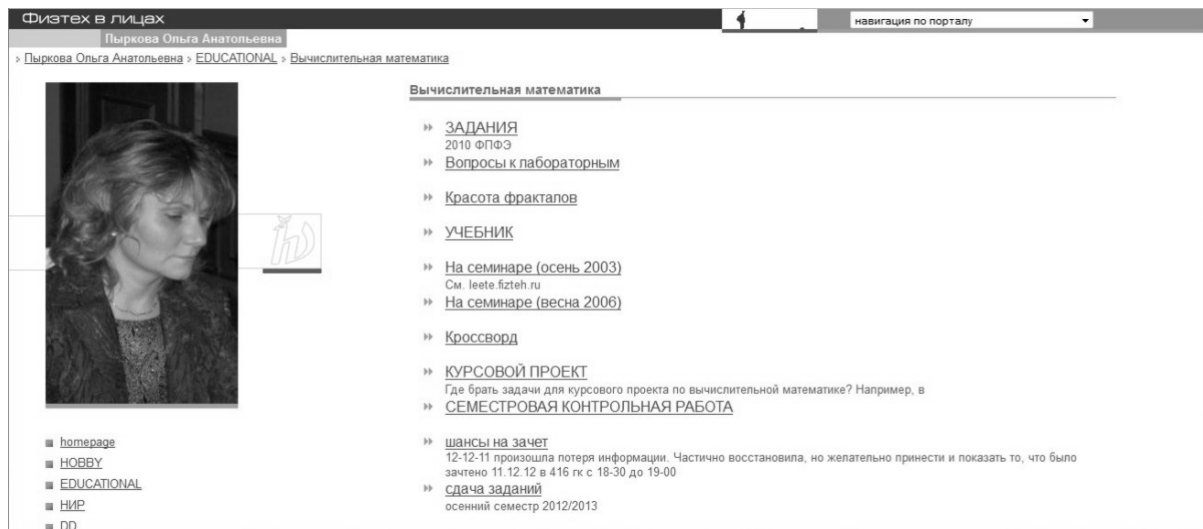 Физтех в лицах
навигация по порталу
Пыркова Ольга Анатольевна
› Пыркова Ольга Анатольевна › EDUCATIONAL › Вычислительная математика
Вычислительная математика
ЗАДАНИЯ
2010 ФПФЭ
Вопросы к лабораторным
Красота фракталов
УЧЕБНИК
На семинаре (осень 2003)
См. leete.fizteh.ru
На семинаре (весна 2006)
Кроссворд
КУРСОВОЙ ПРОЕКТ
Где брать задачи для курсового проекта по вычислительной математике? Например, в
СЕМЕСТРОВАЯ КОНТРОЛЬНАЯ РАБОТА
шансы на зачет
12-12-11 произошла потеря информации. Частично восстановила, но желательно принести и показать то, что было
зачтено 11.12.12 в 416 гк с 18-30 до 19-00
сдача заданий
осенний семестр 2012/2013
homepage
HOBBY
EDUCATIONAL
НИР
DD